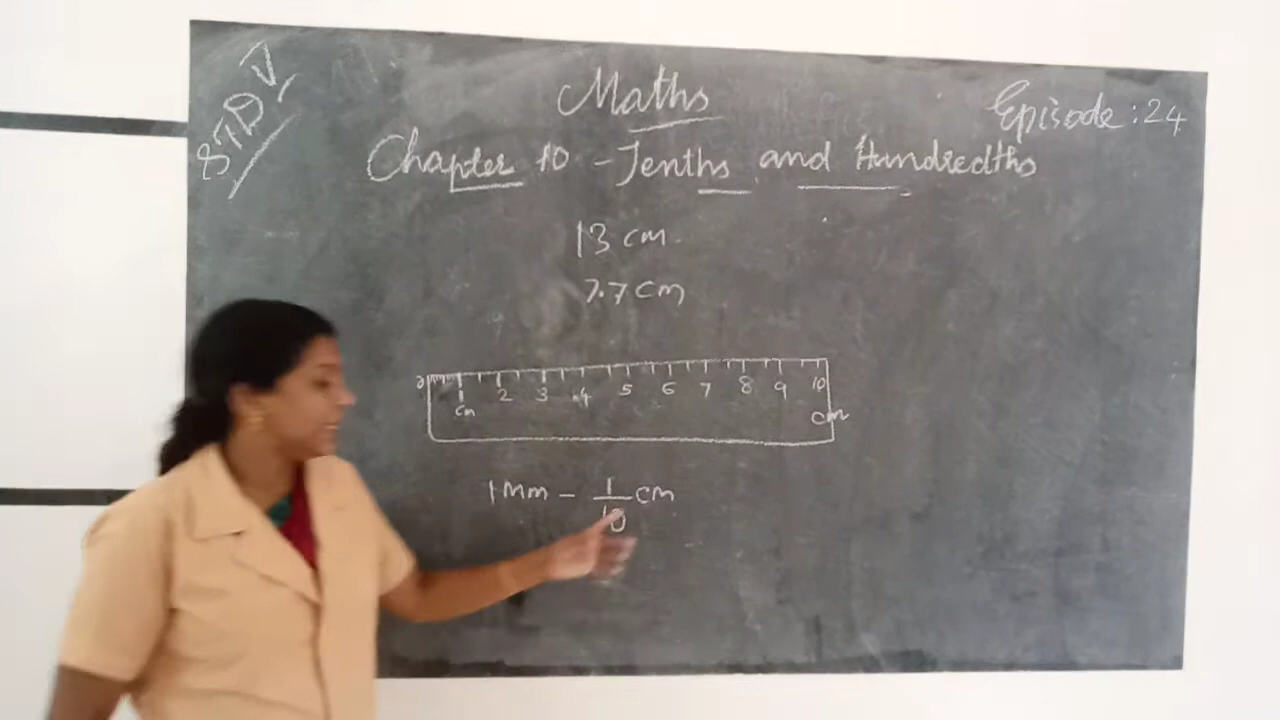 STD V
Maths
Episode : 24
Chapter 10 - Tenths and Hundredths
13 cm.
7.7 cm
0 1 2 3 4 5 6 7 8 9 10
cm cm
1 mm - 1/10 cm